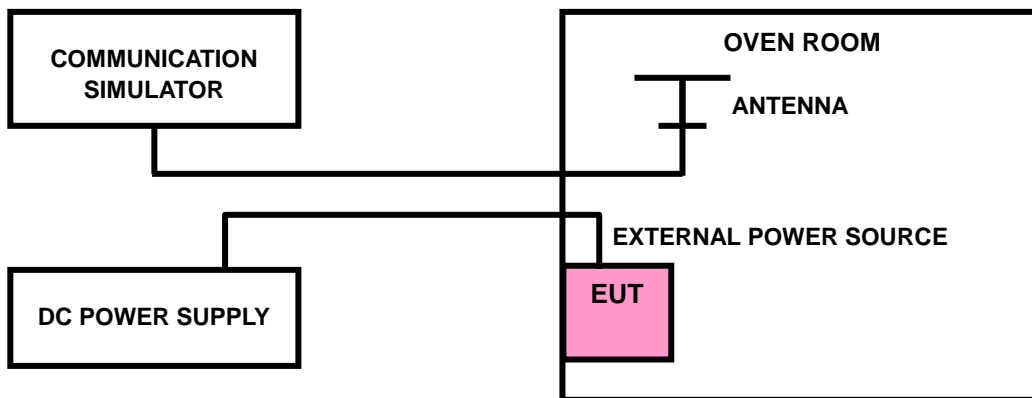 COMMUNICATION
SIMULATOR
OVEN ROOM
ANTENNA
EXTERNAL POWER SOURCE
DC POWER SUPPLY
EUT